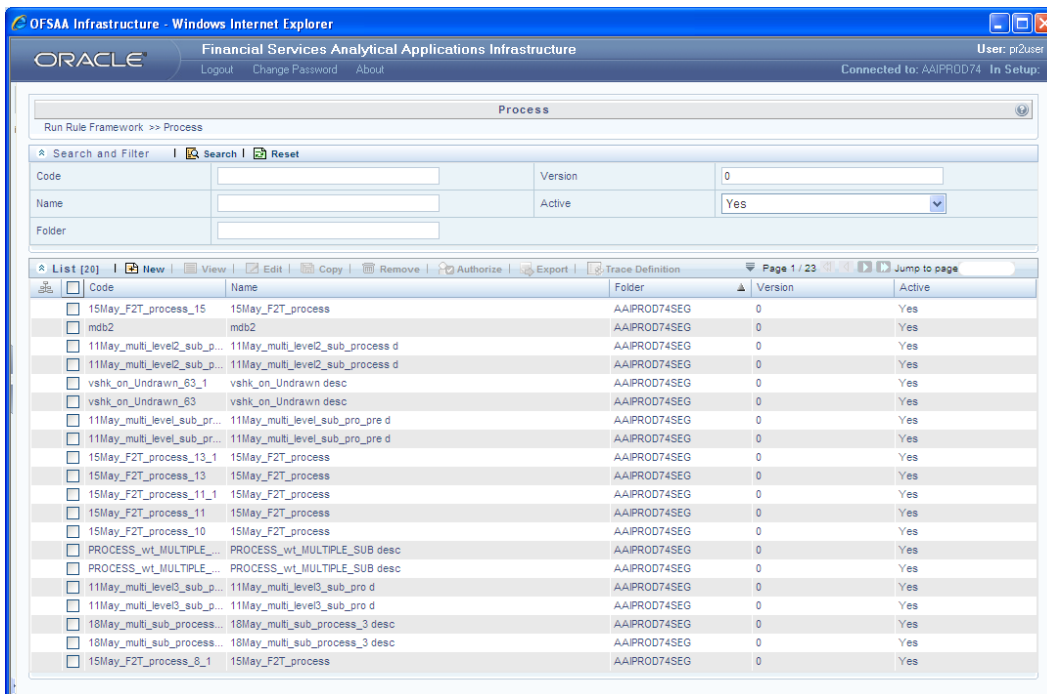 OFSAA Infrastructure - Windows Internet Explorer
ORACLE
Financial Services Analytical Applications Infrastructure
User: pr2user
Logout Change Password About
Connected to: AAIPROD74 In Setup:
Process
Run Rule Framework >> Process
Search and Filter | Search | Reset
Code Version 0
Name Active Yes
Folder
List [20] | New | View | Edit | Copy | Remove | Authorize | Export | Trace Definition Page 1 / 23 Jump to page
Code Name Folder Version Active
15May_F2T_process_15 15May_F2T_process AAIPROD74SEG 0 Yes
mdb2 mdb2 AAIPROD74SEG 0 Yes
11May_multi_level2_sub_p... 11May_multi_level2_sub_process d AAIPROD74SEG 0 Yes
11May_multi_level2_sub_p... 11May_multi_level2_sub_process d AAIPROD74SEG 0 Yes
vshk_on_Undrawn_63_1 vshk_on_Undrawn desc AAIPROD74SEG 0 Yes
vshk_on_Undrawn_63 vshk_on_Undrawn desc AAIPROD74SEG 0 Yes
11May_multi_level_sub_pr... 11May_multi_level_sub_pro_pre d AAIPROD74SEG 0 Yes
11May_multi_level_sub_pr... 11May_multi_level_sub_pro_pre d AAIPROD74SEG 0 Yes
15May_F2T_process_13_1 15May_F2T_process AAIPROD74SEG 0 Yes
15May_F2T_process_13 15May_F2T_process AAIPROD74SEG 0 Yes
15May_F2T_process_11_1 15May_F2T_process AAIPROD74SEG 0 Yes
15May_F2T_process_11 15May_F2T_process AAIPROD74SEG 0 Yes
15May_F2T_process_10 15May_F2T_process AAIPROD74SEG 0 Yes
PROCESS_wt_MULTIPLE_... PROCESS_wt_MULTIPLE_SUB desc AAIPROD74SEG 0 Yes
PROCESS_wt_MULTIPLE_... PROCESS_wt_MULTIPLE_SUB desc AAIPROD74SEG 0 Yes
11May_multi_level3_sub_p... 11May_multi_level3_sub_pro d AAIPROD74SEG 0 Yes
11May_multi_level3_sub_p... 11May_multi_level3_sub_pro d AAIPROD74SEG 0 Yes
18May_multi_sub_process... 18May_multi_sub_process_3 desc AAIPROD74SEG 0 Yes
18May_multi_sub_process... 18May_multi_sub_process_3 desc AAIPROD74SEG 0 Yes
15May_F2T_process_8_1 15May_F2T_process AAIPROD74SEG 0 Yes